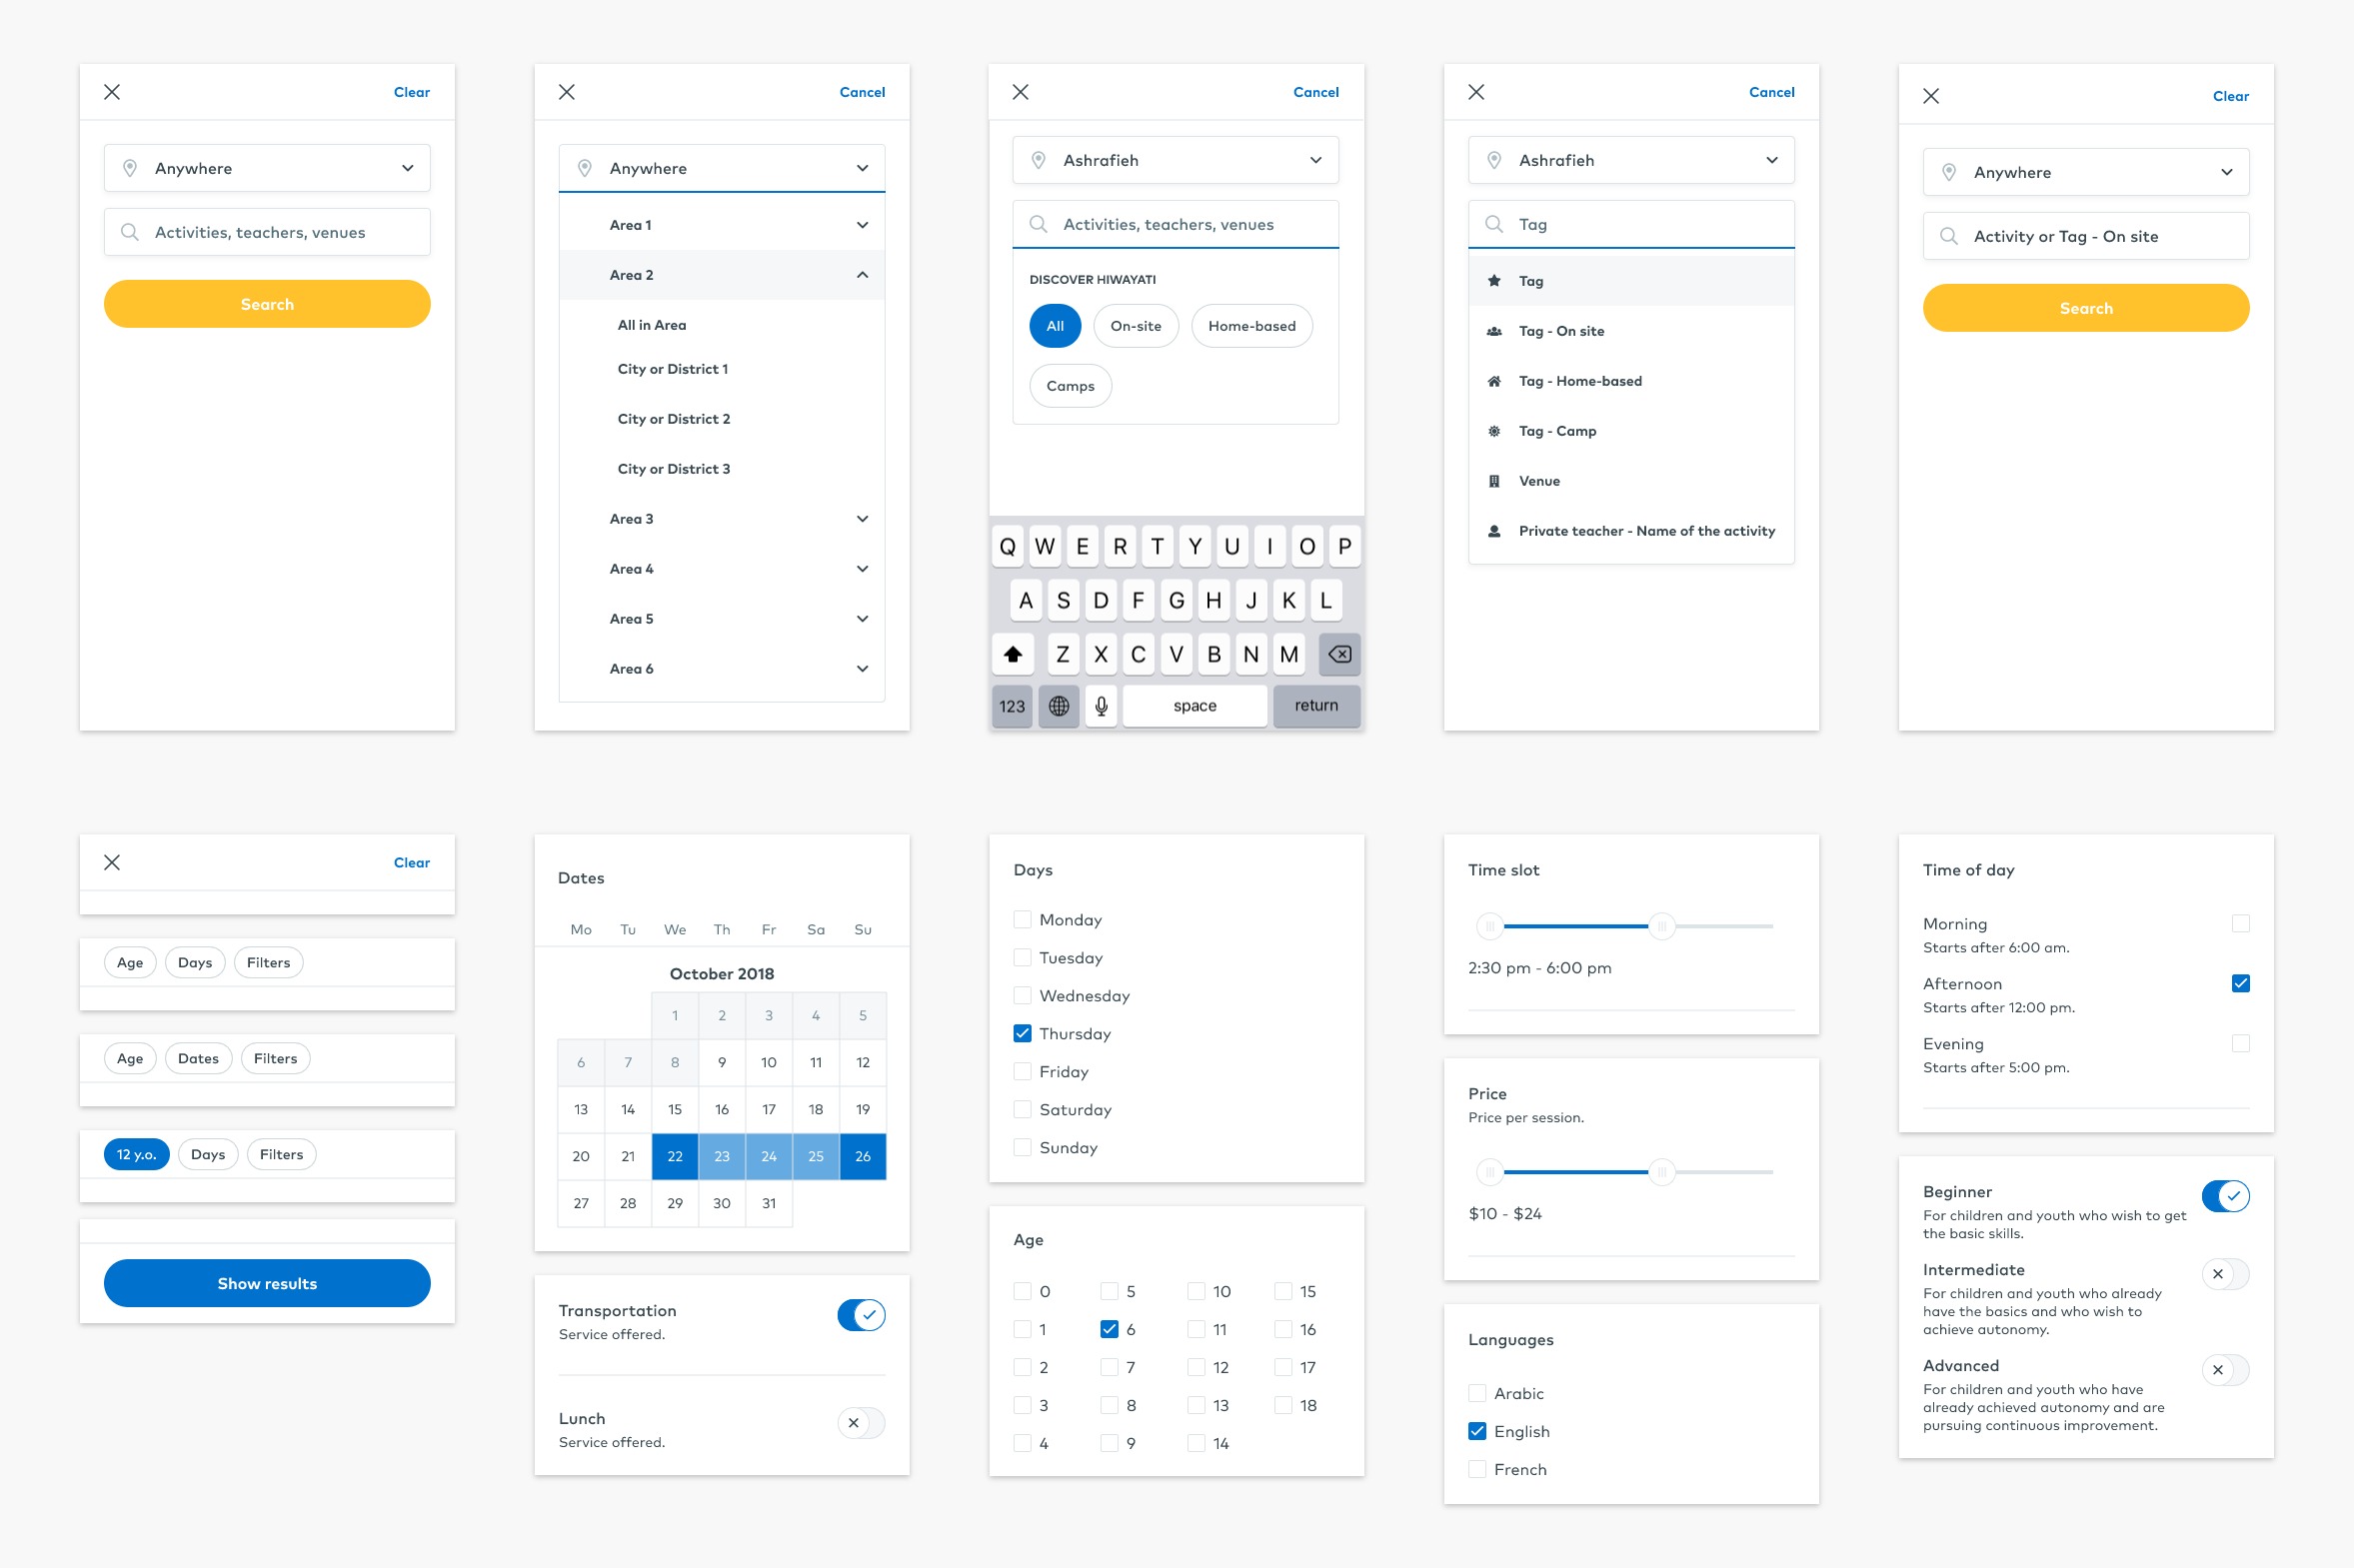 Clear
Anywhere
Activities, teachers, venues
Search
Cancel
Anywhere
Area 1
Area 2
All in Area
City or District 1
City or District 2
City or District 3
Area 3
Area 4
Area 5
Area 6
Cancel
Ashrafieh
Activities, teachers, venues
DISCOVER HIWAYATI
All On-site Home-based
Camps
Q W E R T Y U I O P
A S D F G H J K L
Z X C V B N M
123 space return
Cancel
Ashrafieh
Tag
Tag
Tag - On site
Tag - Home-based
Tag - Camp
Venue
Private teacher - Name of the activity
Clear
Anywhere
Activity or Tag - On site
Search
Clear
Age Days Filters
Age Dates Filters
12 y.o. Days Filters
Show results
Dates
Mo Tu We Th Fr Sa Su
October 2018
1 2 3 4 5
6 7 8 9 10 11 12
13 14 15 16 17 18 19
20 21 22 23 24 25 26
27 28 29 30 31
Transportation
Service offered.
Lunch
Service offered.
Days
Monday
Tuesday
Wednesday
Thursday
Friday
Saturday
Sunday
Age
0 5 10 15
1 6 11 16
2 7 12 17
3 8 13 18
4 9 14
Time slot
2:30 pm - 6:00 pm
Price
Price per session.
$10 - $24
Languages
Arabic
English
French
Time of day
Morning
Starts after 6:00 am.
Afternoon
Starts after 12:00 pm.
Evening
Starts after 5:00 pm.
Beginner
For children and youth who wish to get
the basic skills.
Intermediate
For children and youth who already
have the basics and who wish to
achieve autonomy.
Advanced
For children and youth who have
already achieved autonomy and are
pursuing continuous improvement.